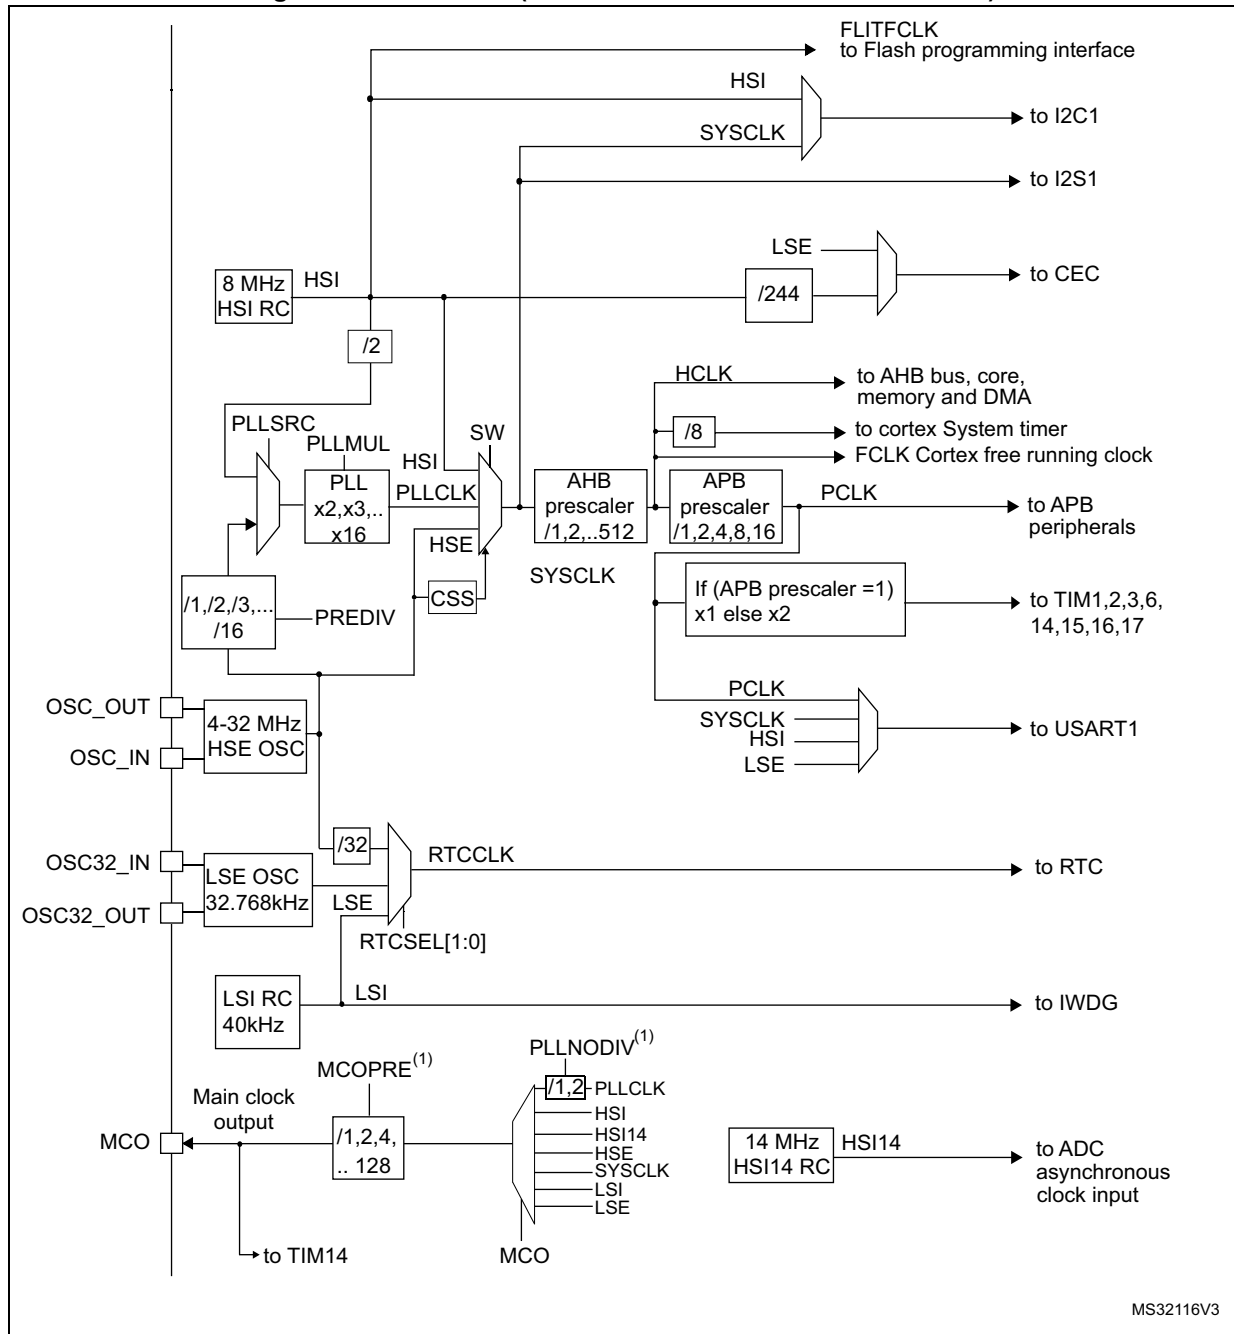 FLITFCLK
to Flash programming interface
HSI
to I2C1
SYSCLK
to I2S1
LSE
to CEC
8 MHz
HSI RC
HSI
/244
/2
HCLK
to AHB bus, core,
memory and DMA
PLLSRC
PLLMUL
SW
/8
to cortex System timer
FCLK Cortex free running clock
HSI
PLL
x2,x3,..
x16
PLLCLK
AHB
prescaler
/1,2,..512
APB
prescaler
/1,2,4,8,16
PCLK
to APB
peripherals
HSE
SYSCLK
CSS
If (APB prescaler =1)
x1 else x2
to TIM1,2,3,6,
14,15,16,17
/1,/2,/3,...
/16
PREDIV
OSC_OUT
OSC_IN
4-32 MHz
HSE OSC
PCLK
SYSCLK
HSI
LSE
to USART1
/32
RTCCLK
to RTC
OSC32_IN
OSC32_OUT
LSE OSC
32.768kHz
LSE
RTCSEL[1:0]
LSI RC
40kHz
LSI
to IWDG
PLLNODIV(1)
MCOPRE(1)
/1,2
PLLCLK
HSI
HSI14
HSE
SYSCLK
LSI
LSE
Main clock
output
MCO
/1,2,4,
.. 128
14 MHz
HSI14 RC
HSI14
to ADC
asynchronous
clock input
to TIM14
MCO
MS32116V3